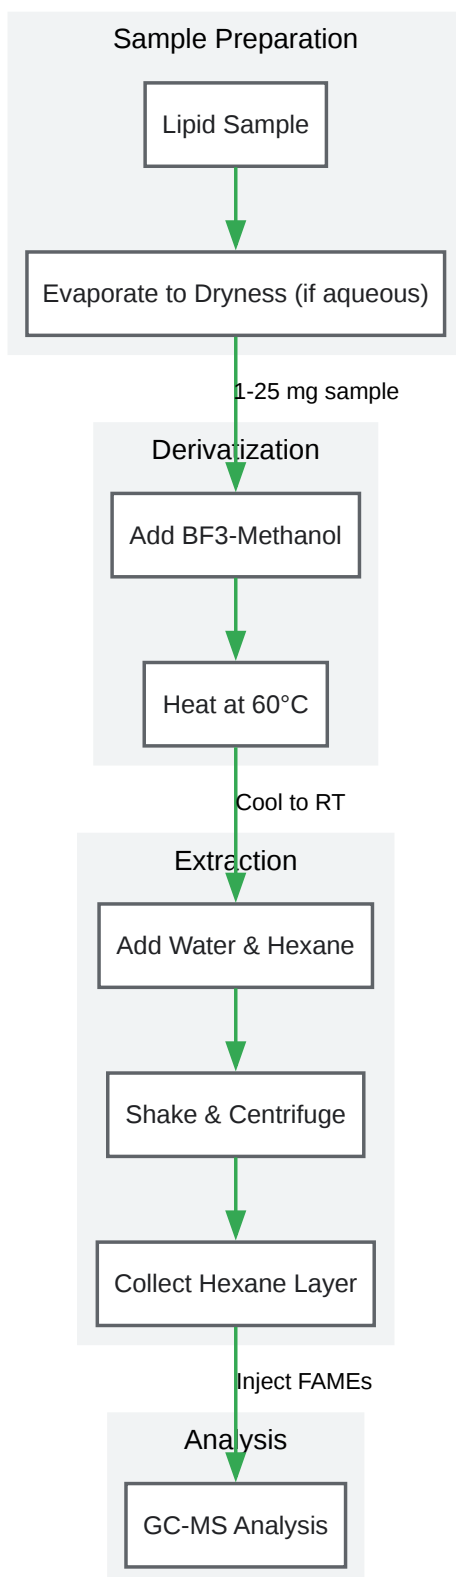 Sample Preparation
Lipid Sample
Evaporate to Dryness (if aqueous)
1-25 mg sample
Derivatization
Add BF3-Methanol
Heat at 60°C
Cool to RT
Extraction
Add Water & Hexane
Shake & Centrifuge
Collect Hexane Layer
Inject FAMEs
Analysis
GC-MS Analysis